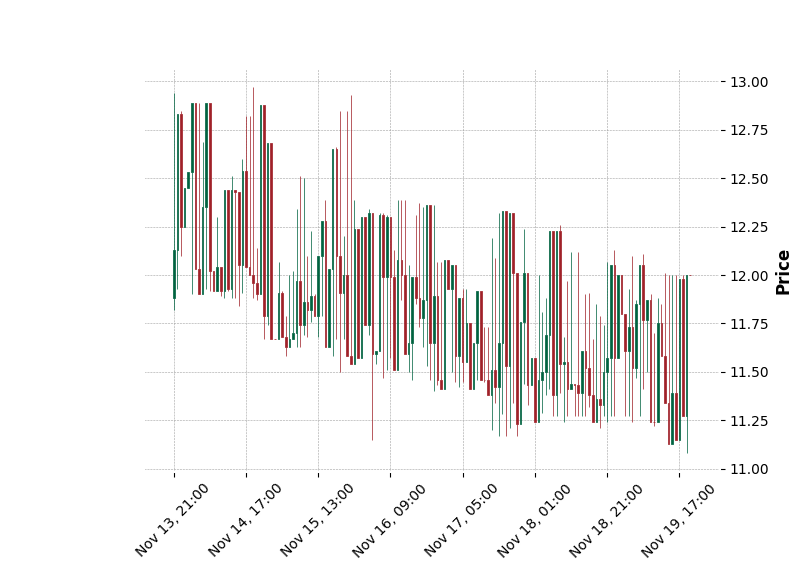 13.00
12.75
12.50
12.25
12.00
11.75
11.50
11.25
11.00
Price
Nov 13, 21:00
Nov 14, 17:00
Nov 15, 13:00
Nov 16, 09:00
Nov 17, 05:00
Nov 18, 01:00
Nov 18, 21:00
Nov 19, 17:00